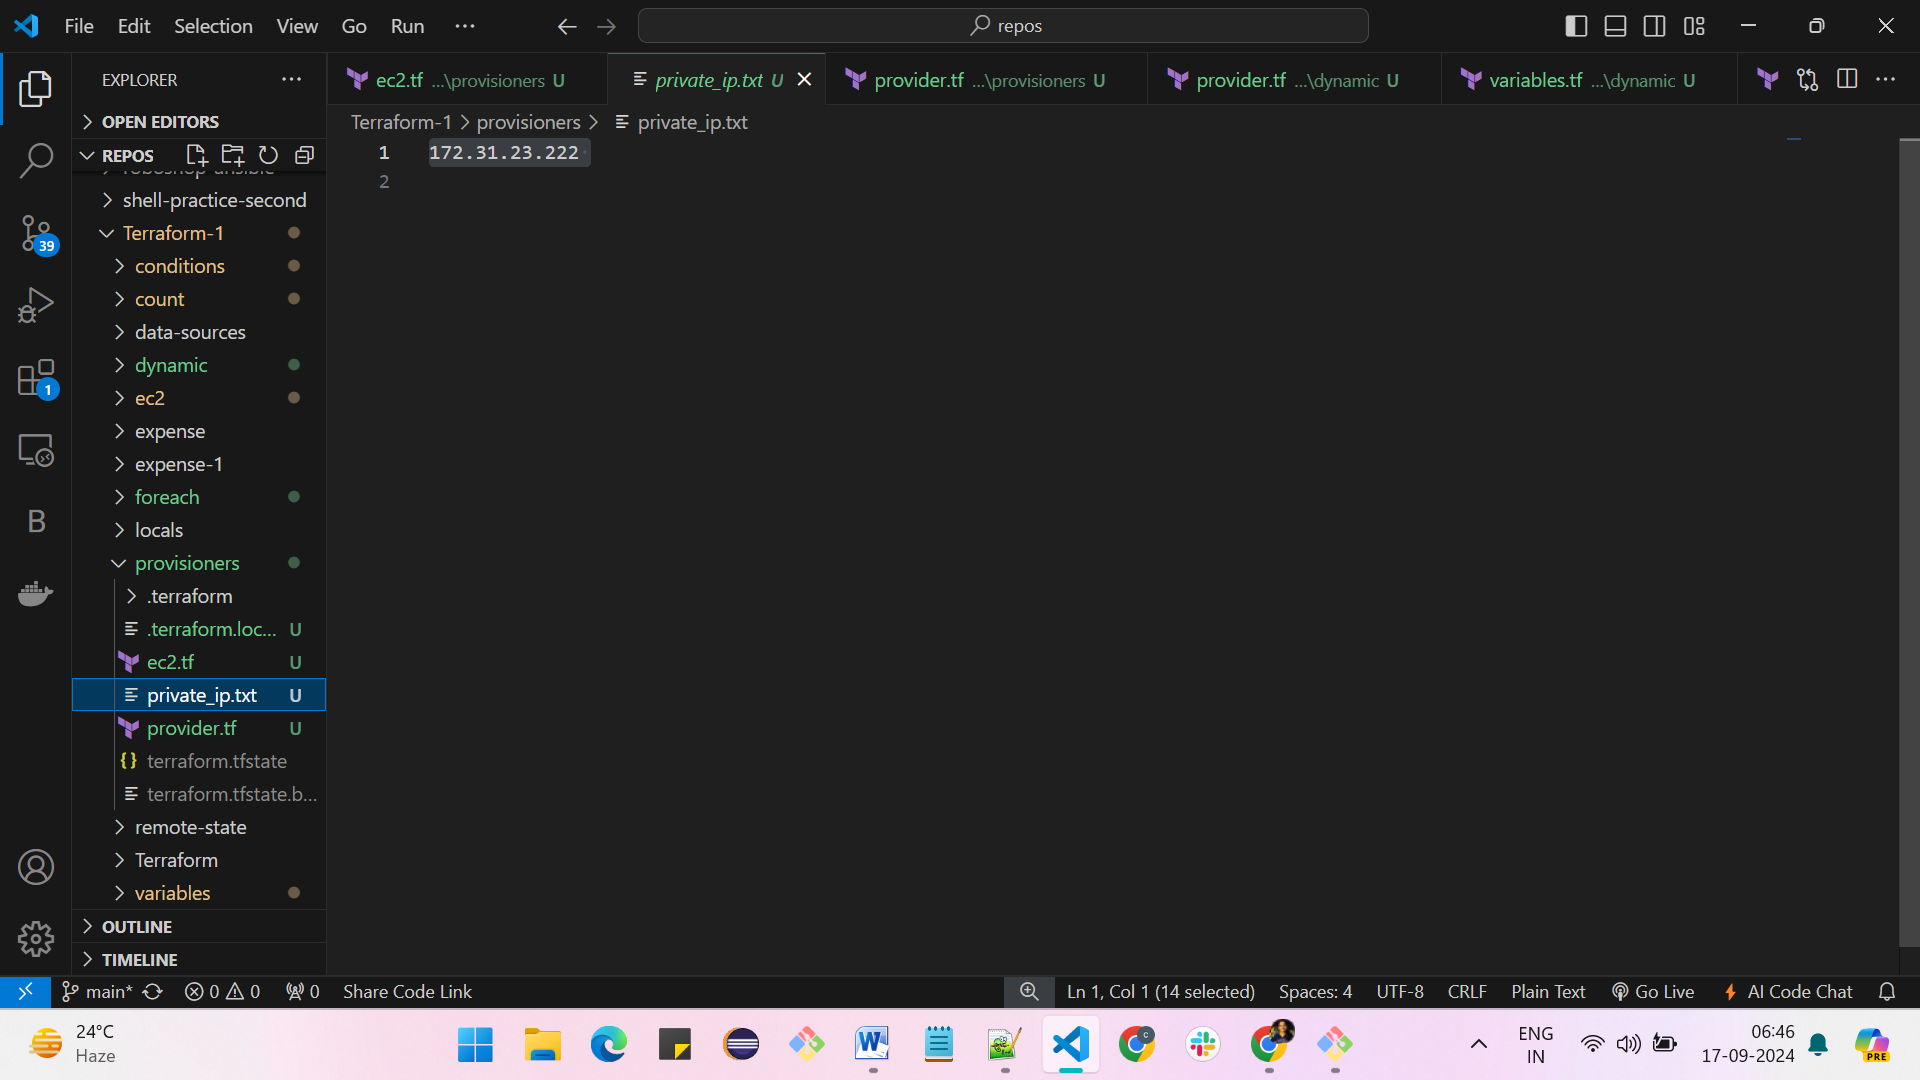 File Edit Selection View Go Run ···
repos
EXPLORER
OPEN EDITORS
REPOS
roboshop-ansible
shell-practice-second
Terraform-1
conditions
count
data-sources
dynamic
ec2
expense
expense-1
foreach
locals
provisioners
.terraform
.terraform.loc... U
ec2.tf U
private_ip.txt U
provider.tf U
{} terraform.tfstate
terraform.tfstate.b...
remote-state
Terraform
variables
OUTLINE
TIMELINE
39
1
B
ec2.tf ...\provisioners U
private_ip.txt U
provider.tf ...\provisioners U
provider.tf ...\dynamic U
variables.tf ...\dynamic U
Terraform-1 > provisioners > private_ip.txt
1 172.31.23.222
2
main* 0 0 0 Share Code Link
Ln 1, Col 1 (14 selected) Spaces: 4 UTF-8 CRLF Plain Text Go Live AI Code Chat
24°C
Haze
W
C
ENG
IN
06:46
17-09-2024
PRE